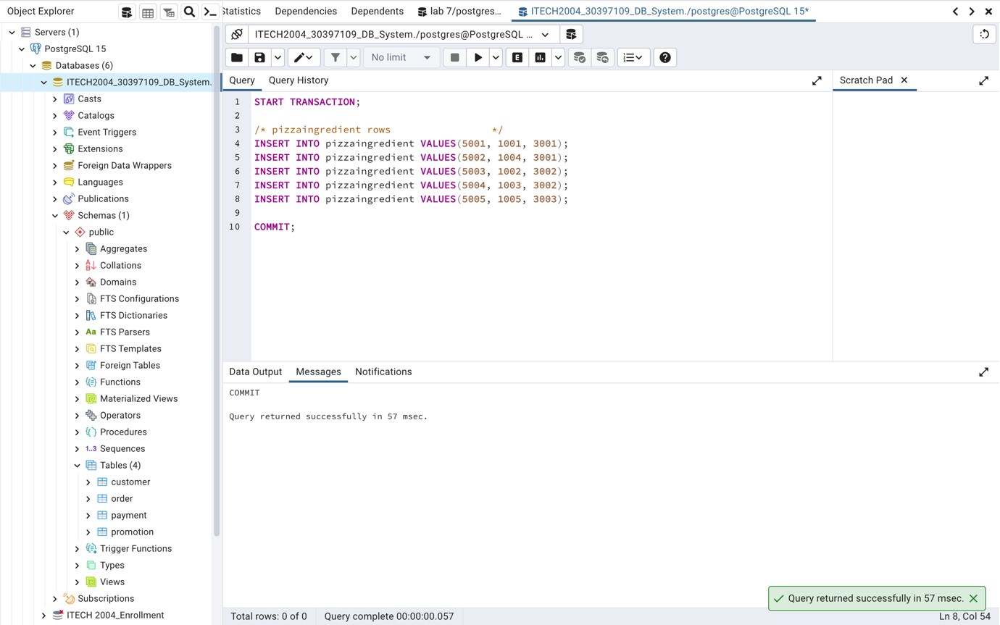 Object Explorer
Statistics
Dependencies
Dependents
lab 7/postgres...
ITECH2004_30397109_DB_System./postgres@PostgreSQL 15*
Servers (1)
PostgreSQL 15
Databases (6)
ITECH2004_30397109_DB_System.
Casts
Catalogs
Event Triggers
Extensions
Foreign Data Wrappers
Languages
Publications
Schemas (1)
public
Aggregates
Collations
Domains
FTS Configurations
FTS Dictionaries
Aa FTS Parsers
FTS Templates
Foreign Tables
Functions
Materialized Views
Operators
Procedures
1..3 Sequences
Tables (4)
customer
order
payment
promotion
Trigger Functions
Types
Views
Subscriptions
ITECH 2004_Enrollment
ITECH2004_30397109_DB_System./postgres@PostgreSQL ...
No limit
E
Query
Query History
Scratch Pad
1 START TRANSACTION;
2
3 /* pizzaingredient rows */
4 INSERT INTO pizzaingredient VALUES(5001, 1001, 3001);
5 INSERT INTO pizzaingredient VALUES(5002, 1004, 3001);
6 INSERT INTO pizzaingredient VALUES(5003, 1002, 3002);
7 INSERT INTO pizzaingredient VALUES(5004, 1003, 3002);
8 INSERT INTO pizzaingredient VALUES(5005, 1005, 3003);
9
10 COMMIT;
Data Output
Messages
Notifications
COMMIT
Query returned successfully in 57 msec.
Query returned successfully in 57 msec.
Total rows: 0 of 0
Query complete 00:00:00.057
Ln 8, Col 54